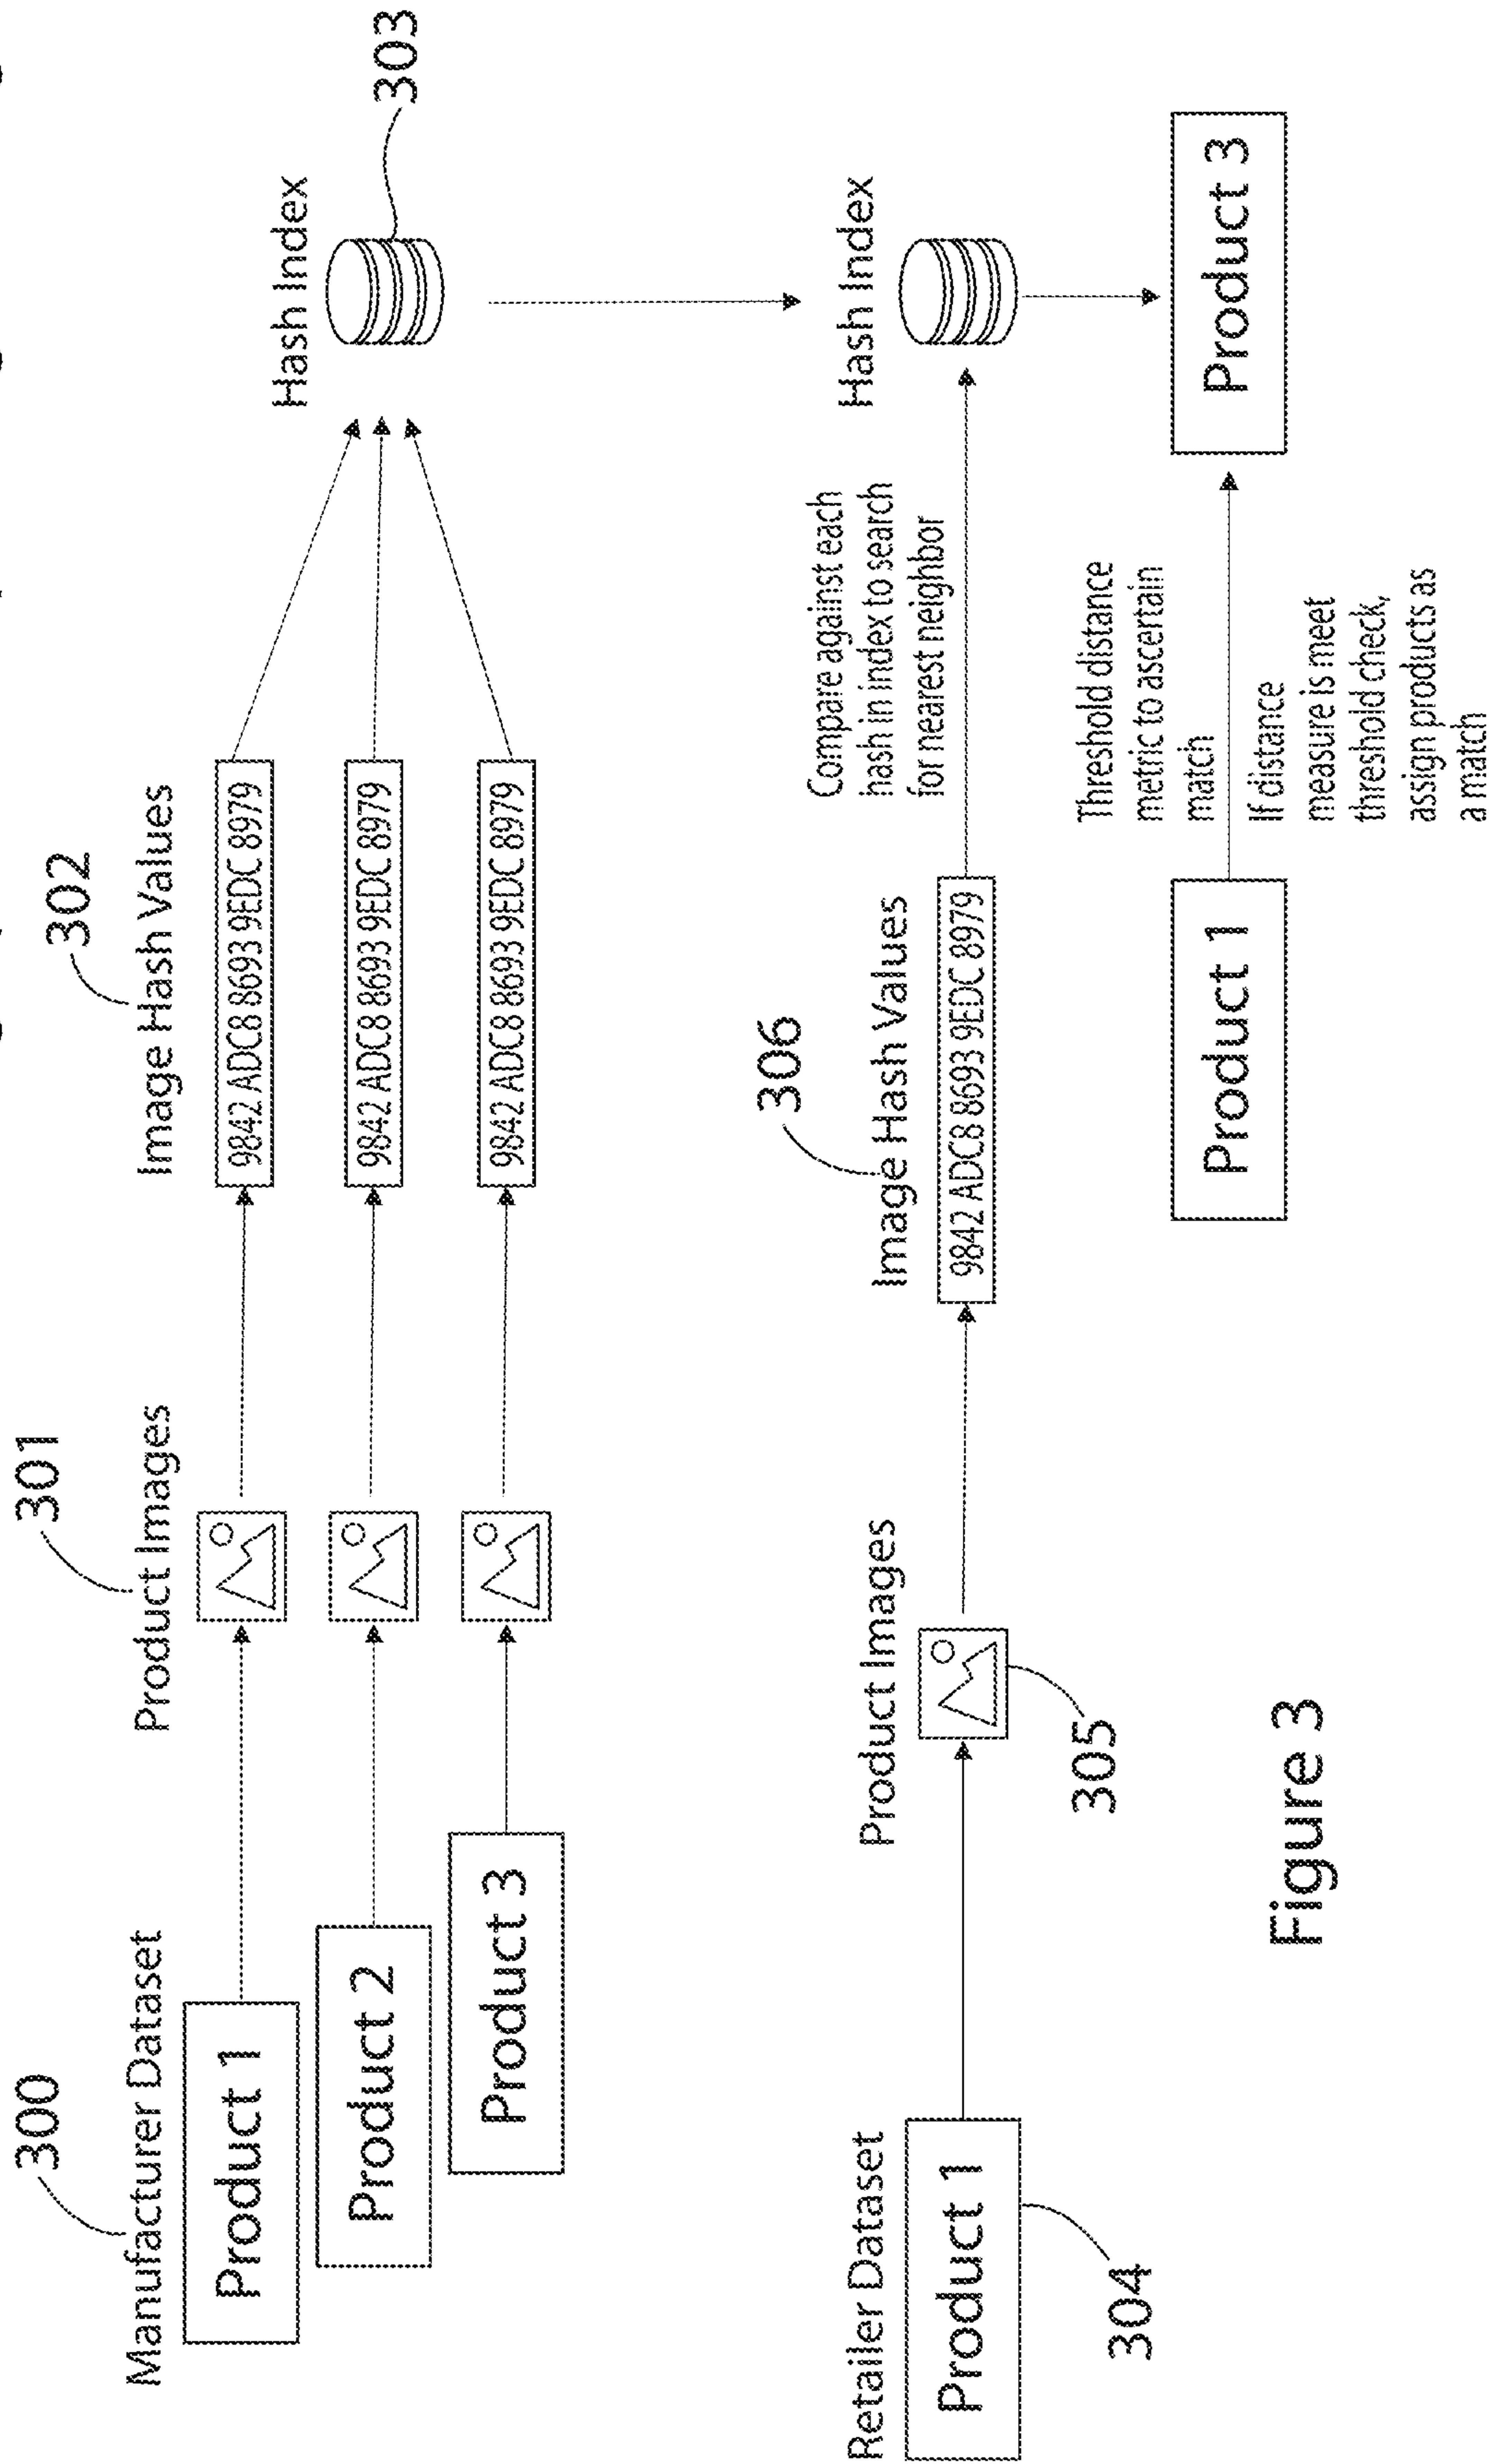 300
301
302
Manufacturer Dataset
Product Images
Image Hash Values
Hash Index
303
Product 1
9842 ADC8 8693 9EDC 8979
Product 2
9842 ADC8 8693 9EDC 8979
Product 3
9842 ADC8 8693 9EDC 8979
306
Retailer Dataset
Product Images
Image Hash Values
Compare against each
hash in index to search
for nearest neighbor
Hash Index
Product 1
9842 ADC8 8693 9EDC 8979
304
305
Threshold distance
metric to ascertain
match
Product 1
Product 3
If distance
measure is meet
threshold check,
assign products as
a match
Figure 3